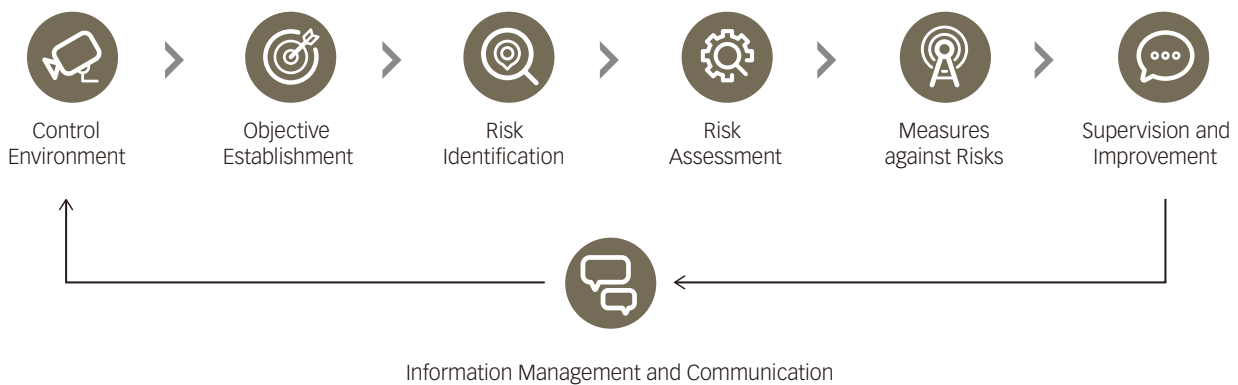 Control
Environment
Objective
Establishment
Risk
Identification
Risk
Assessment
Measures
against Risks
Supervision and
Improvement
Information Management and Communication